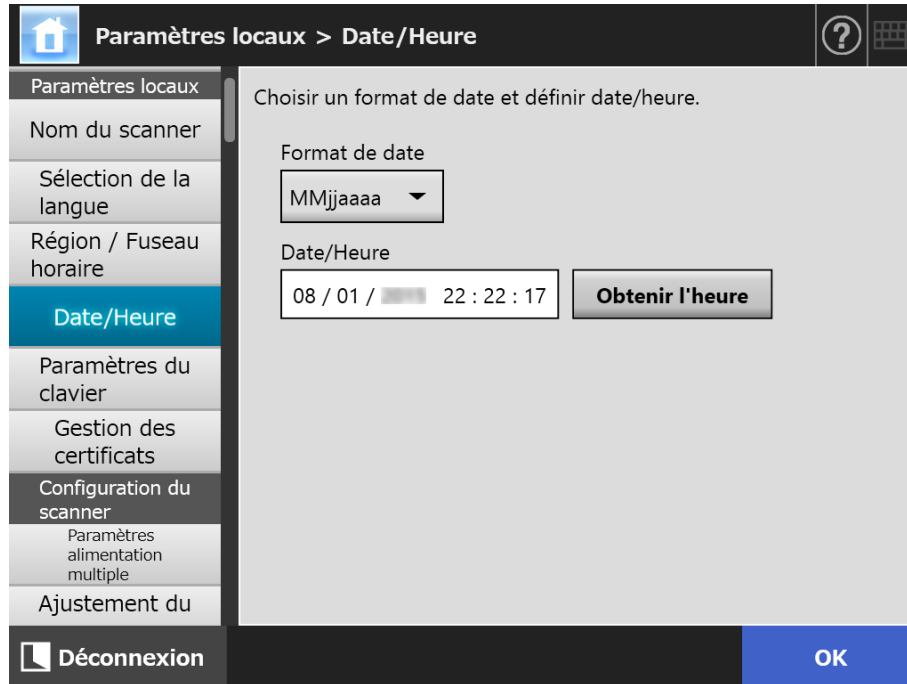 Paramètres locaux > Date/Heure
?
Paramètres locaux
Nom du scanner
Sélection de la
langue
Région / Fuseau
horaire
Date/Heure
Paramètres du
clavier
Gestion des
certificats
Configuration du
scanner
Paramètres
alimentation
multiple
Ajustement du
Choisir un format de date et définir date/heure.
Format de date
MMjjaaaa
Date/Heure
08 / 01 / 22 : 22 : 17
Obtenir l'heure
Déconnexion
OK